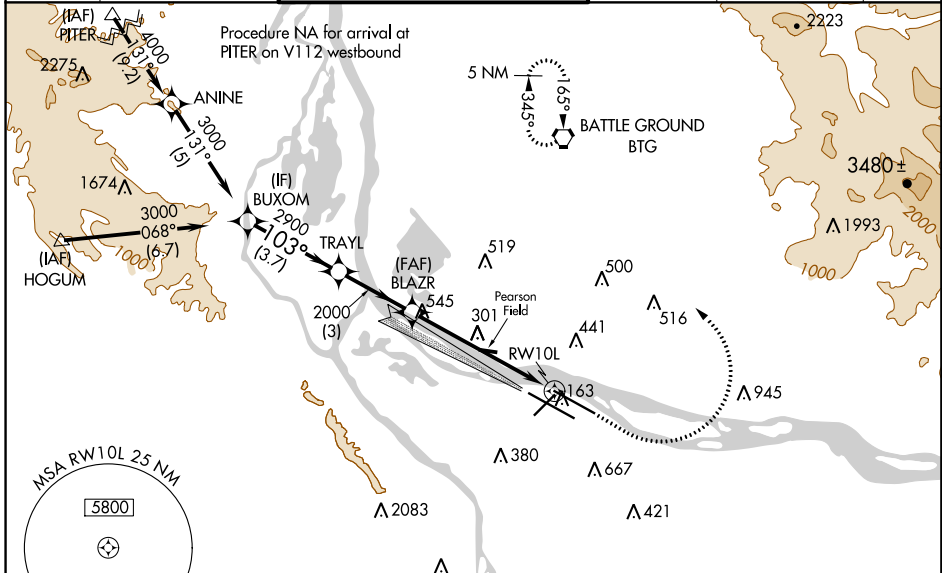 (IAF)
PITER
4000
131°
(9.2)
Procedure NA for arrival at
PITER on V112 westbound
2223
2275
ANINE
3000
131°
(5)
5 NM
345°
165°
BATTLE GROUND
BTG
3480±
2000
1674
(IF)
BUXOM
2900
103°
(3.7)
3000
068°
(6.7)
1000
(IAF)
HOGUM
TRAYL
1993
1000
519
(FAF)
BLAZR
545
500
2000
(3)
301
Pearson
Field
516
441
RW10L
163
945
380
667
MSA RW10L 25 NM
5800
2083
421